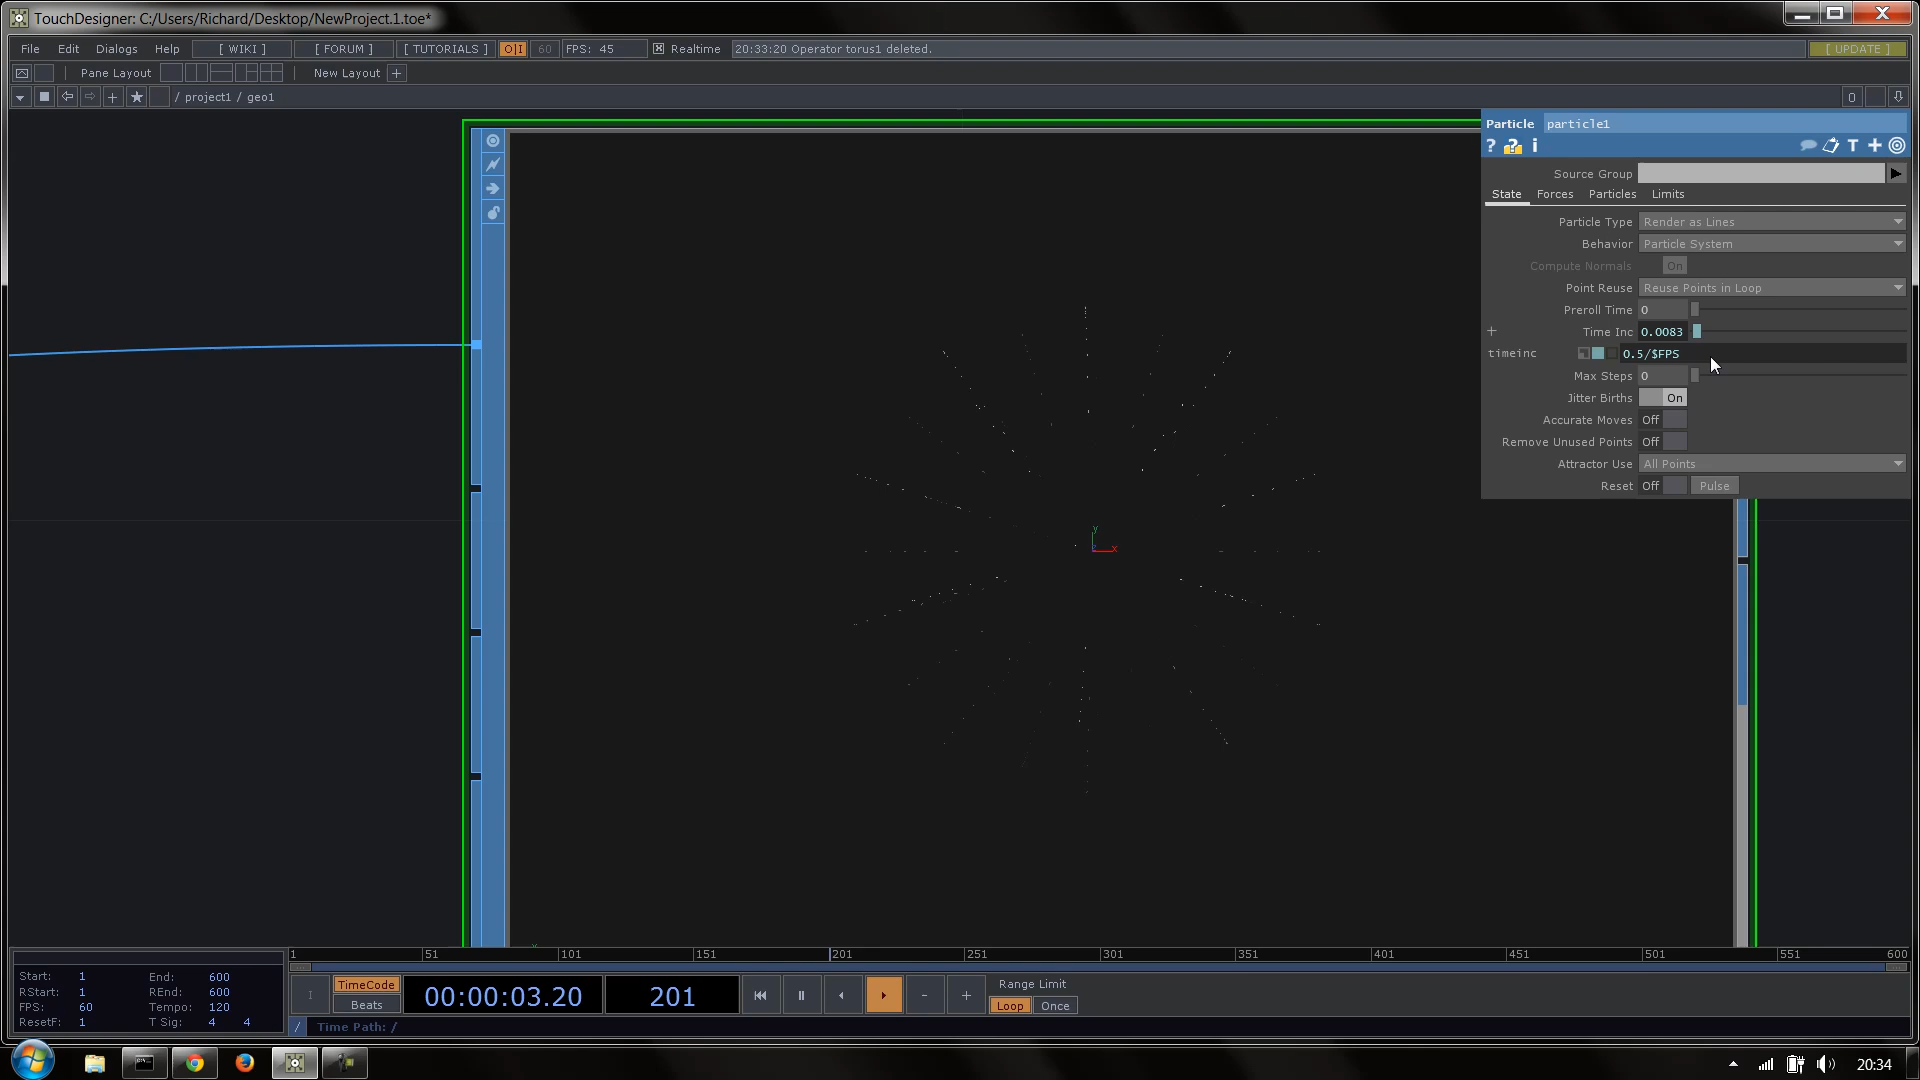 TouchDesigner: C:/Users/Richard/Desktop/NewProject.1.toe*
File Edit Dialogs Help [ WIKI ] [ FORUM ] [ TUTORIALS ] O|I 60 FPS: 45 Realtime 20:33:20 Operator torus1 deleted. [ UPDATE ]
Pane Layout New Layout +
/ project1 / geo1 0
Particle particle1
? ? i T +
Source Group
State Forces Particles Limits
Particle Type Render as Lines
Behavior Particle System
Compute Normals On
Point Reuse Reuse Points in Loop
Preroll Time 0
+ Time Inc 0.0083
timeinc 0.5/$FPS
Max Steps 0
Jitter Births On
Accurate Moves Off
Remove Unused Points Off
Attractor Use All Points
Reset Off Pulse
y
x
1 51 101 151 201 251 301 351 401 451 501 551 600
Start: 1 End: 600
RStart: 1 REnd: 600
FPS: 60 Tempo: 120
ResetF: 1 T Sig: 4 4
I TimeCode Beats 00:00:03.20 201 - + Range Limit
Loop Once
/ Time Path: /
20:34